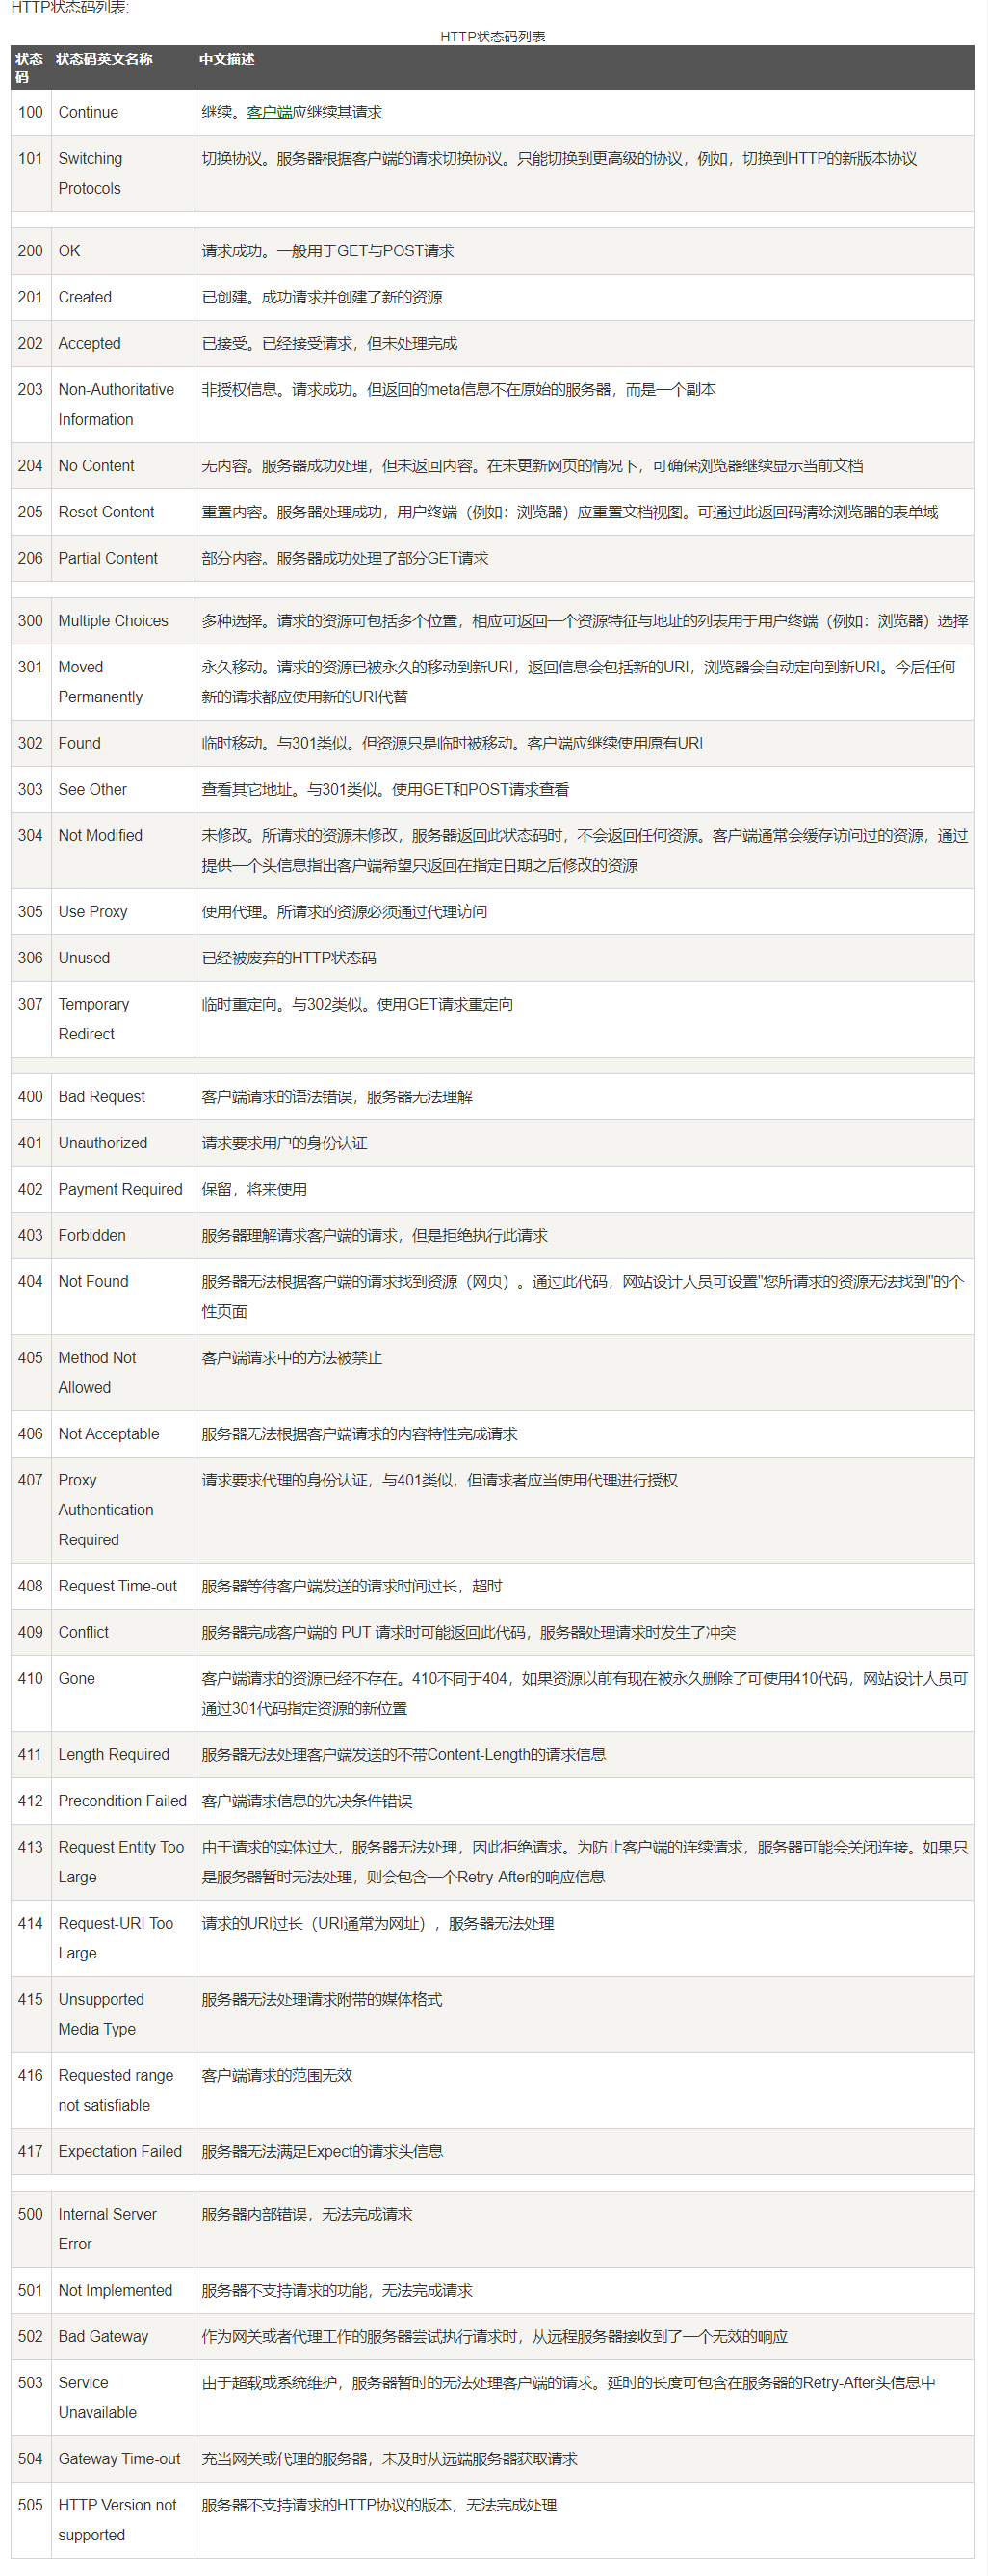 HTTP状态码列表:
HTTP状态码列表
状态码 状态码英文名称 中文描述
100 Continue 继续。客户端应继续其请求
101 Switching Protocols 切换协议。服务器根据客户端的请求切换协议。只能切换到更高级的协议，例如，切换到HTTP的新版本协议
200 OK 请求成功。一般用于GET与POST请求
201 Created 已创建。成功请求并创建了新的资源
202 Accepted 已接受。已经接受请求，但未处理完成
203 Non-Authoritative Information 非授权信息。请求成功。但返回的meta信息不在原始的服务器，而是一个副本
204 No Content 无内容。服务器成功处理，但未返回内容。在未更新网页的情况下，可确保浏览器继续显示当前文档
205 Reset Content 重置内容。服务器处理成功，用户终端（例如：浏览器）应重置文档视图。可通过此返回码清除浏览器的表单域
206 Partial Content 部分内容。服务器成功处理了部分GET请求
300 Multiple Choices 多种选择。请求的资源可包括多个位置，相应可返回一个资源特征与地址的列表用于用户终端（例如：浏览器）选择
301 Moved Permanently 永久移动。请求的资源已被永久的移动到新URI，返回信息会包括新的URI，浏览器会自动定向到新URI。今后任何
新的请求都应使用新的URI代替
302 Found 临时移动。与301类似。但资源只是临时被移动。客户端应继续使用原有URI
303 See Other 查看其它地址。与301类似。使用GET和POST请求查看
304 Not Modified 未修改。所请求的资源未修改，服务器返回此状态码时，不会返回任何资源。客户端通常会缓存访问过的资源，通过
提供一个头信息指出客户端希望只返回在指定日期之后修改的资源
305 Use Proxy 使用代理。所请求的资源必须通过代理访问
306 Unused 已经被废弃的HTTP状态码
307 Temporary Redirect 临时重定向。与302类似。使用GET请求重定向
400 Bad Request 客户端请求的语法错误，服务器无法理解
401 Unauthorized 请求要求用户的身份认证
402 Payment Required 保留，将来使用
403 Forbidden 服务器理解请求客户端的请求，但是拒绝执行此请求
404 Not Found 服务器无法根据客户端的请求找到资源（网页）。通过此代码，网站设计人员可设置"您所请求的资源无法找到"的个
性页面
405 Method Not Allowed 客户端请求中的方法被禁止
406 Not Acceptable 服务器无法根据客户端请求的内容特性完成请求
407 Proxy Authentication Required 请求要求代理的身份认证，与401类似，但请求者应当使用代理进行授权
408 Request Time-out 服务器等待客户端发送的请求时间过长，超时
409 Conflict 服务器完成客户端的 PUT 请求时可能返回此代码，服务器处理请求时发生了冲突
410 Gone 客户端请求的资源已经不存在。410不同于404，如果资源以前有现在被永久删除了可使用410代码，网站设计人员可
通过301代码指定资源的新位置
411 Length Required 服务器无法处理客户端发送的不带Content-Length的请求信息
412 Precondition Failed 客户端请求信息的先决条件错误
413 Request Entity Too Large 由于请求的实体过大，服务器无法处理，因此拒绝请求。为防止客户端的连续请求，服务器可能会关闭连接。如果只
是服务器暂时无法处理，则会包含一个Retry-After的响应信息
414 Request-URI Too Large 请求的URI过长（URI通常为网址），服务器无法处理
415 Unsupported Media Type 服务器无法处理请求附带的媒体格式
416 Requested range not satisfiable 客户端请求的范围无效
417 Expectation Failed 服务器无法满足Expect的请求头信息
500 Internal Server Error 服务器内部错误，无法完成请求
501 Not Implemented 服务器不支持请求的功能，无法完成请求
502 Bad Gateway 作为网关或者代理工作的服务器尝试执行请求时，从远程服务器接收到了一个无效的响应
503 Service Unavailable 由于超载或系统维护，服务器暂时的无法处理客户端的请求。延时的长度可包含在服务器的Retry-After头信息中
504 Gateway Time-out 充当网关或代理的服务器，未及时从远端服务器获取请求
505 HTTP Version not supported 服务器不支持请求的HTTP协议的版本，无法完成处理